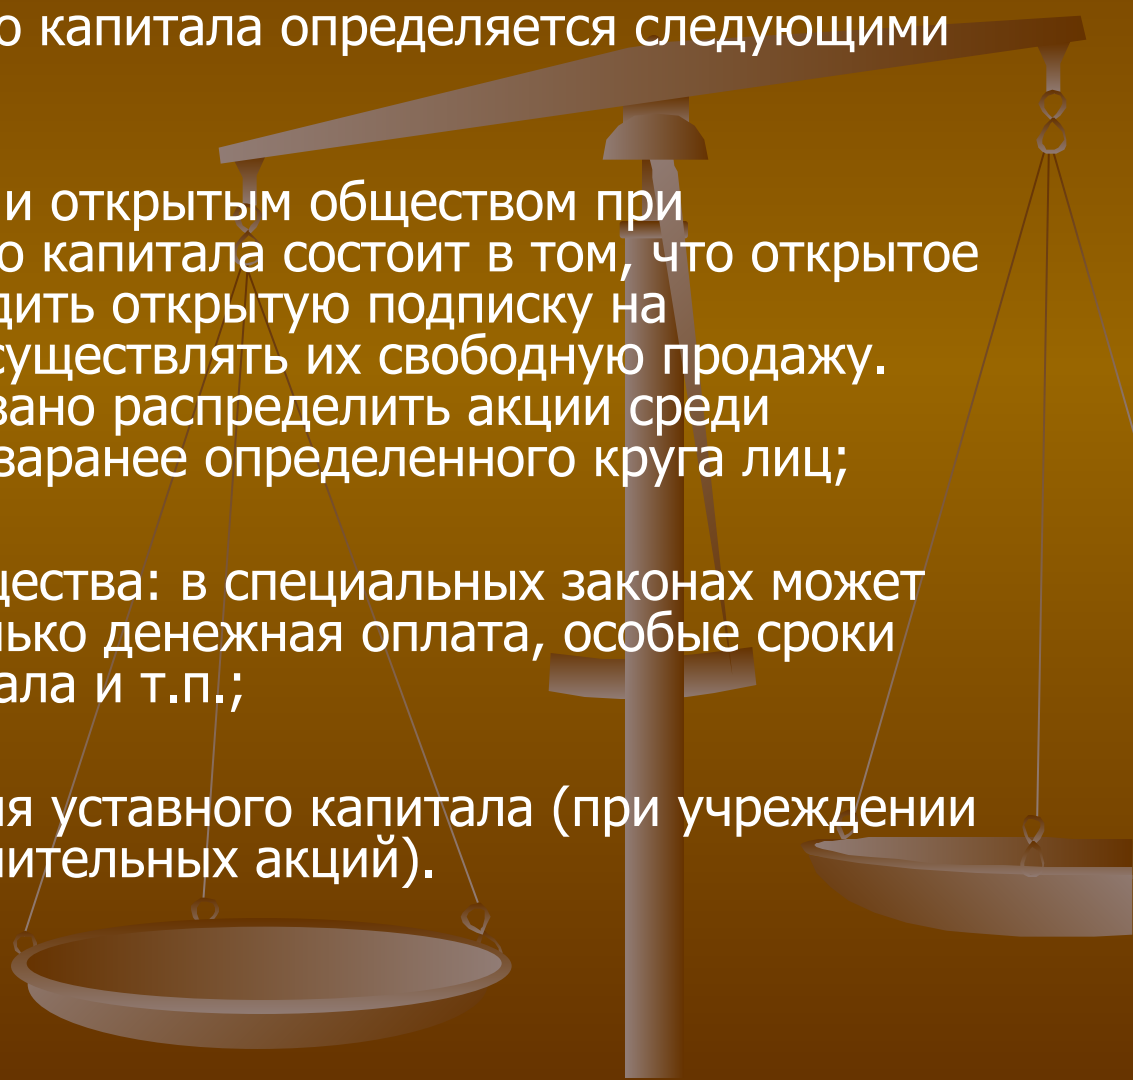 о капитала определяется следующими
и открытым обществом при
о капитала состоит в том, что открытое
дить открытую подписку на
существлять их свободную продажу.
зано распределить акции среди
заранее определенного круга лиц;
щества: в специальных законах может
лько денежная оплата, особые сроки
ала и т.п.;
ия уставного капитала (при учреждении
нительных акций).